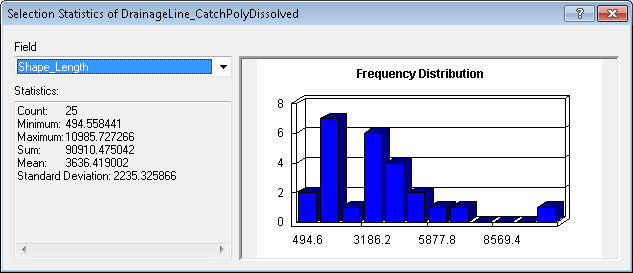 Selection Statistics of DrainageLine_CatchPolyDissolved
Field
Shape_Length
Statistics:
Count: 25
Minimum: 494.558441
Maximum: 10985.727266
Sum: 90910.475042
Mean: 3636.419002
Standard Deviation: 2235.325866
Frequency Distribution
8
6
4
2
0
494.6 3186.2 5877.8 8569.4